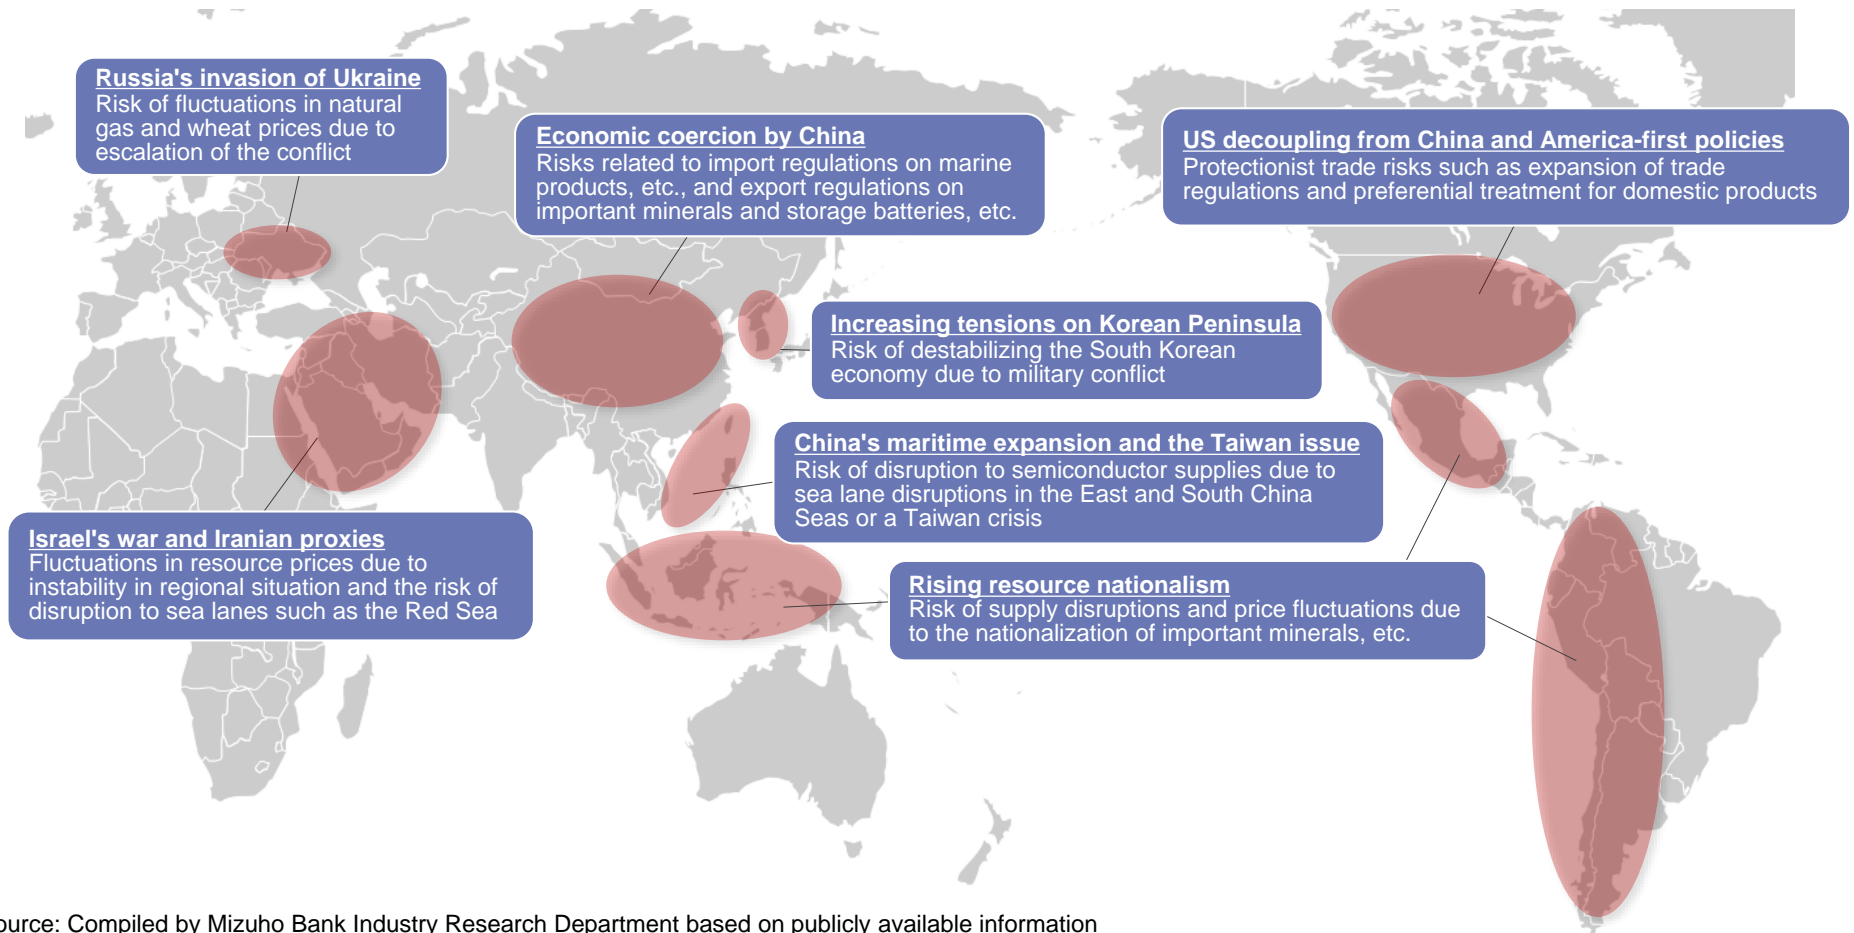 Russia's invasion of Ukraine
Risk of fluctuations in natural
gas and wheat prices due to
escalation of the conflict
Economic coercion by China
Risks related to import regulations on marine
products, etc., and export regulations on
important minerals and storage batteries, etc.
US decoupling from China and America-first policies
Protectionist trade risks such as expansion of trade
regulations and preferential treatment for domestic products
Increasing tensions on Korean Peninsula
Risk of destabilizing the South Korean
economy due to military conflict
China's maritime expansion and the Taiwan issue
Risk of disruption to semiconductor supplies due to
sea lane disruptions in the East and South China
Seas or a Taiwan crisis
Israel's war and Iranian proxies
Fluctuations in resource prices due to
instability in regional situation and the risk of
disruption to sea lanes such as the Red Sea
Rising resource nationalism
Risk of supply disruptions and price fluctuations due
to the nationalization of important minerals, etc.
ource: Compiled by Mizuho Bank Industry Research Department based on publicly available information